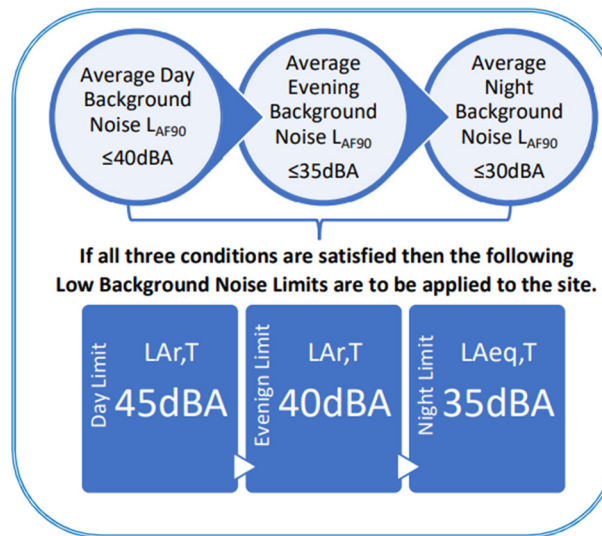 Average Day
Background
Noise LAF90
≤40dBA
Average
Evening
Background
Noise LAF90
≤35dBA
Average
Night
Background
Noise LAF90
≤30dBA
If all three conditions are satisfied then the following
Low Background Noise Limits are to be applied to the site.
Day Limit
LAr,T
45dBA
Evenign Limit
LAr,T
40dBA
Night Limit
LAeq,T
35dBA